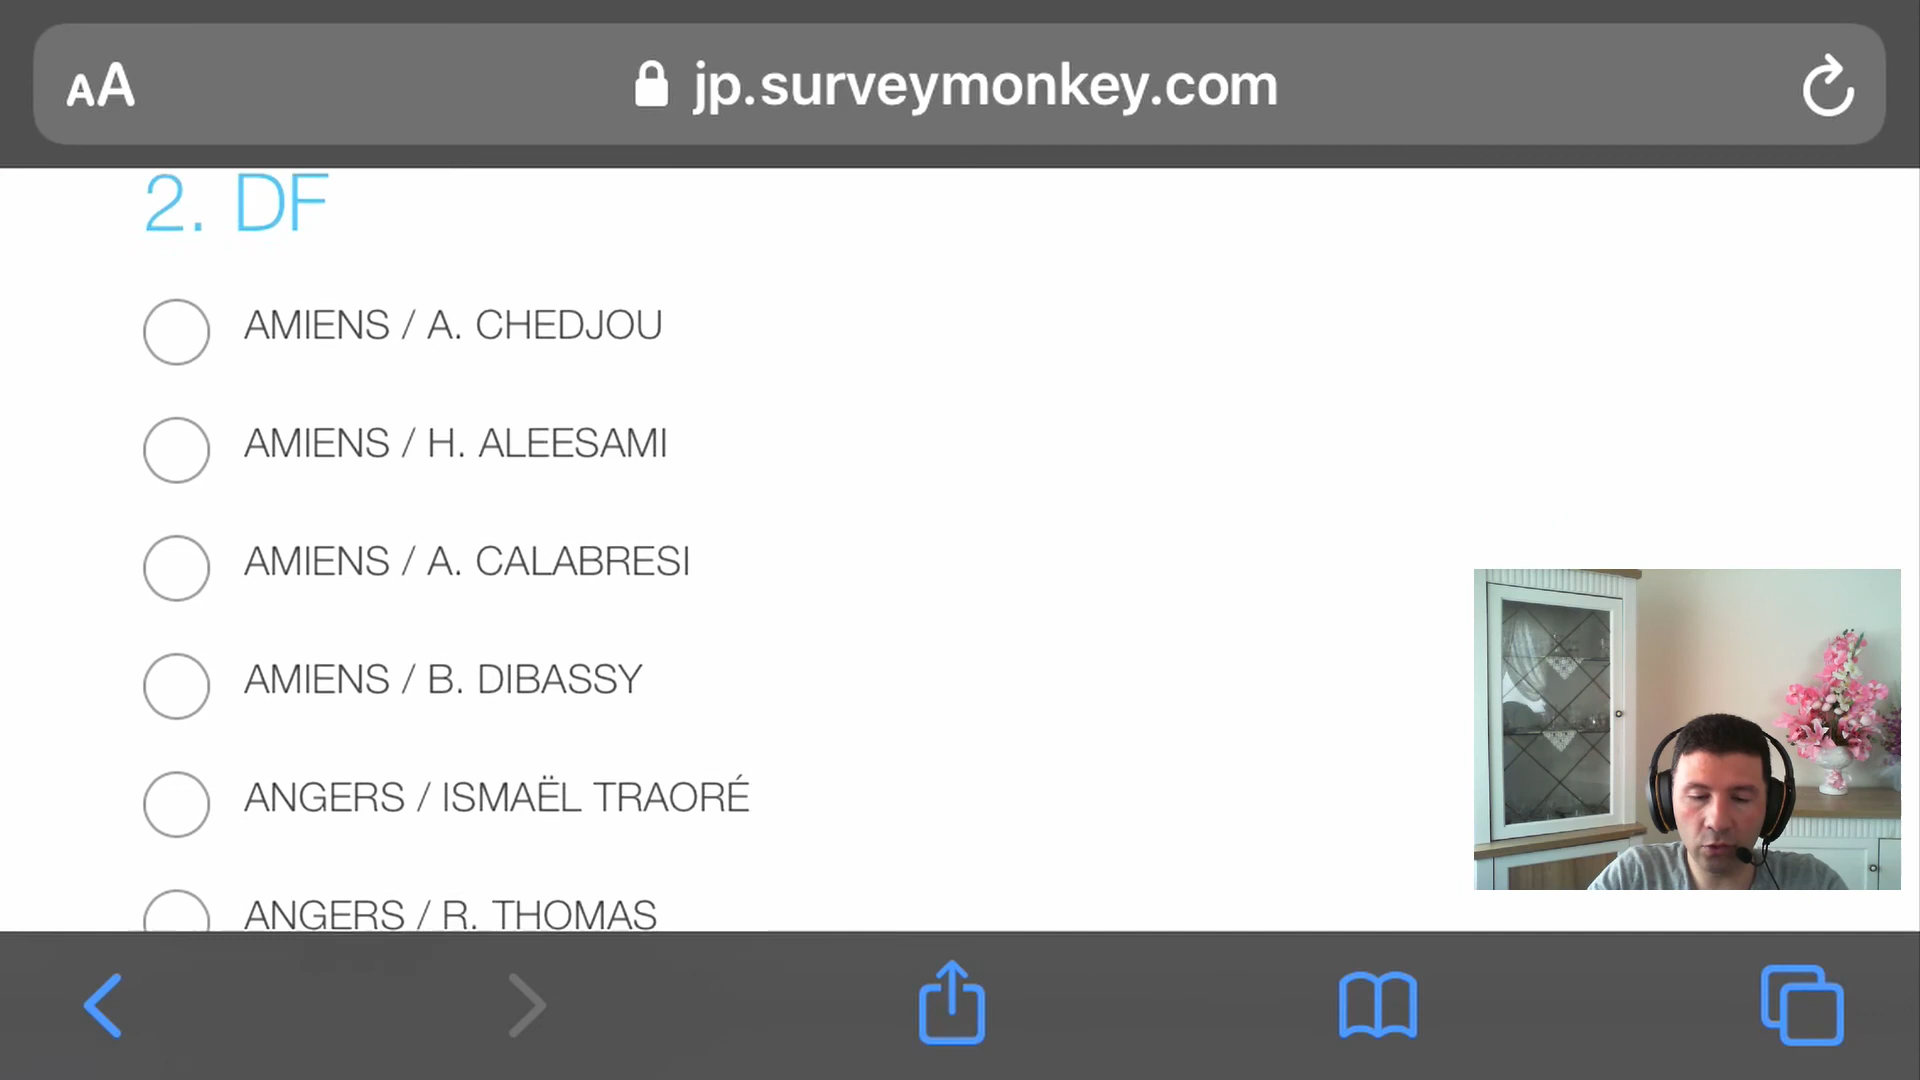 AA jp.surveymonkey.com
2. DF
AMIENS / A. CHEDJOU
AMIENS / H. ALEESAMI
AMIENS / A. CALABRESI
AMIENS / B. DIBASSY
ANGERS / ISMAËL TRAORÉ
ANGERS / R. THOMAS